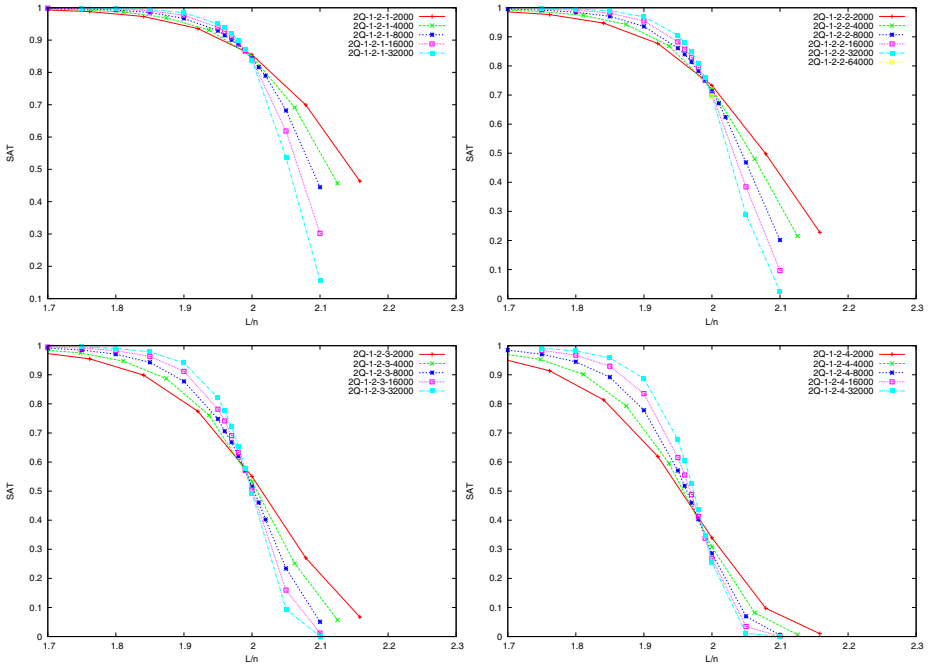 1
0.9
0.8
0.7
0.6
0.5
0.4
0.3
0.2
0.1
SAT
1.7 1.8 1.9 2 2.1 2.2 2.3
L/n
2Q-1-2-1-2000
2Q-1-2-1-4000
2Q-1-2-1-8000
2Q-1-2-1-16000
2Q-1-2-1-32000
1
0.9
0.8
0.7
0.6
0.5
0.4
0.3
0.2
0.1
0
SAT
1.7 1.8 1.9 2 2.1 2.2 2.3
L/n
2Q-1-2-2-2000
2Q-1-2-2-4000
2Q-1-2-2-8000
2Q-1-2-2-16000
2Q-1-2-2-32000
2Q-1-2-2-64000
1
0.9
0.8
0.7
0.6
0.5
0.4
0.3
0.2
0.1
0
SAT
1.7 1.8 1.9 2 2.1 2.2 2.3
L/n
2Q-1-2-3-2000
2Q-1-2-3-4000
2Q-1-2-3-8000
2Q-1-2-3-16000
2Q-1-2-3-32000
1
0.9
0.8
0.7
0.6
0.5
0.4
0.3
0.2
0.1
0
SAT
1.7 1.8 1.9 2 2.1 2.2 2.3
L/n
2Q-1-2-4-2000
2Q-1-2-4-4000
2Q-1-2-4-8000
2Q-1-2-4-16000
2Q-1-2-4-32000